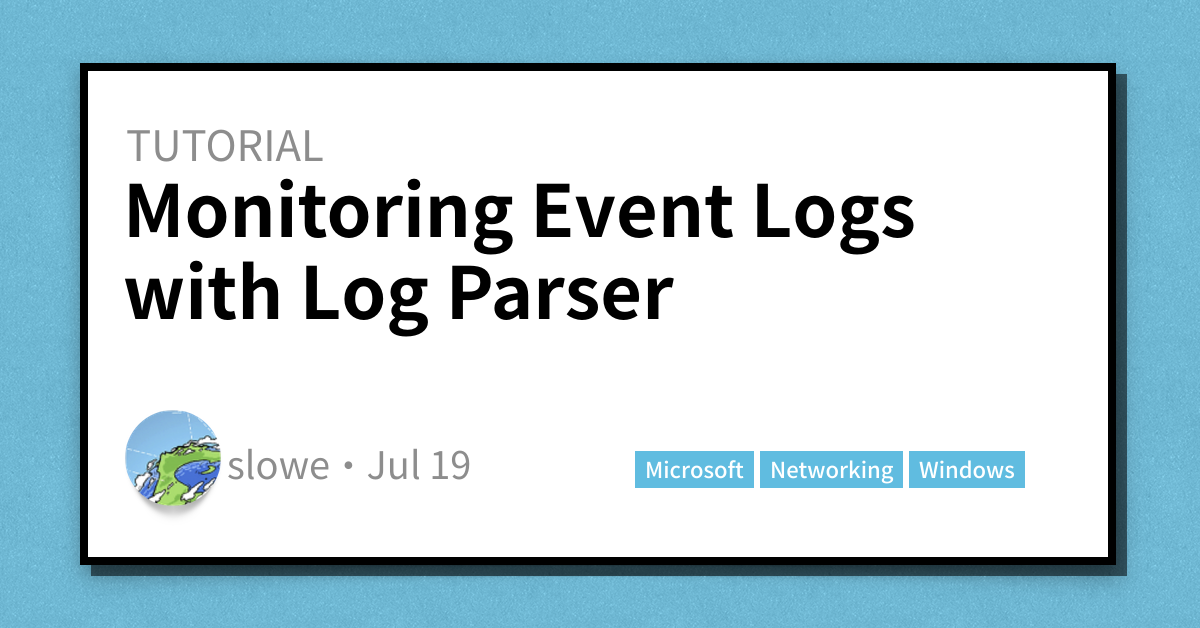 TUTORIAL
Monitoring Event Logs
with Log Parser
slowe • Jul 19
Microsoft Networking Windows